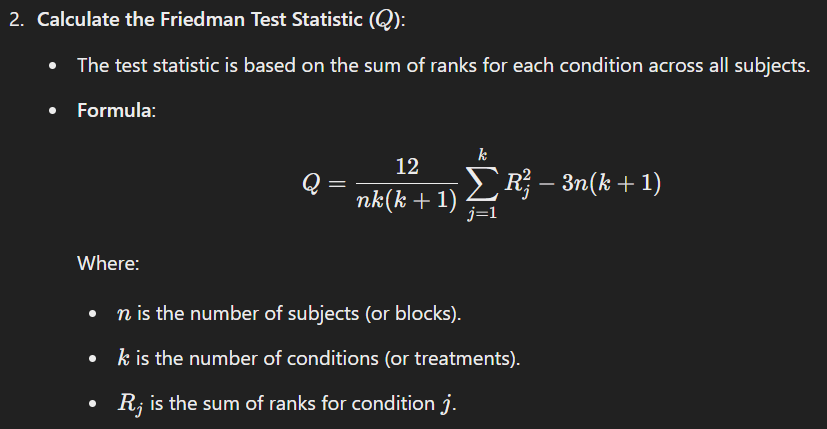 2. Calculate the Friedman Test Statistic (Q):
• The test statistic is based on the sum of ranks for each condition across all subjects.
• Formula:
Q = \frac{12}{nk(k+1)} \sum_{j=1}^{k} R_j^2 − 3n(k + 1)
Where:
• n is the number of subjects (or blocks).
• k is the number of conditions (or treatments).
• R_j is the sum of ranks for condition j.